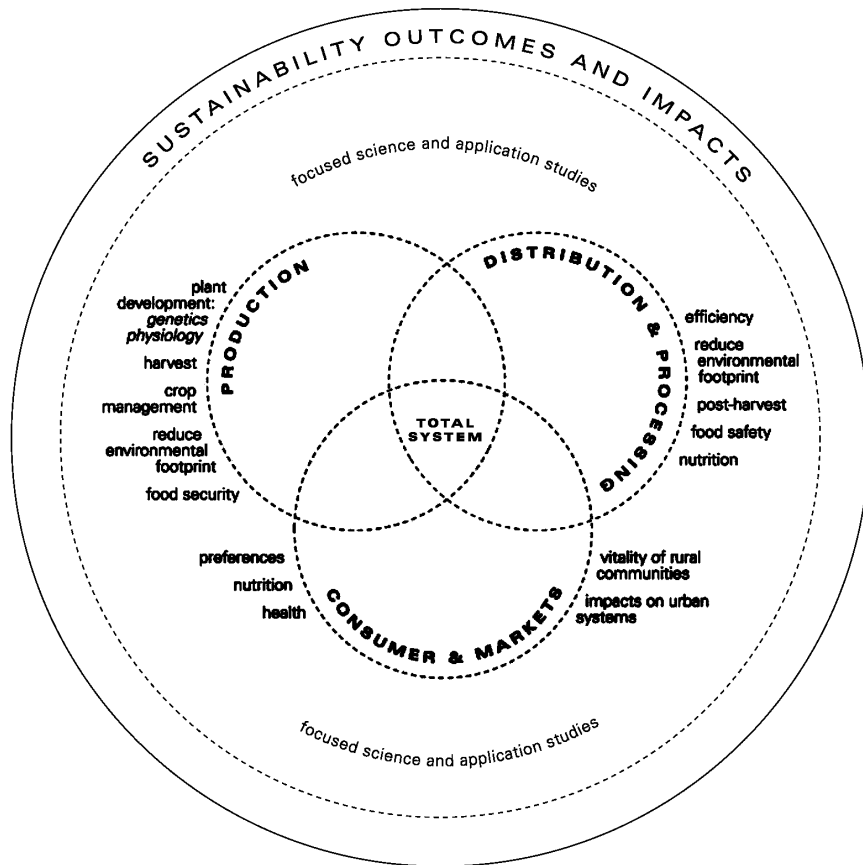 SUSTAINABILITY OUTCOMES AND IMPACTS
focused science and application studies
PRODUCTION
plant
development:
genetics
physiology
harvest
crop
management
reduce
environmental
footprint
food security
DISTRIBUTION & PROCESSING
efficiency
reduce
environmental
footprint
post-harvest
food safety
nutrition
TOTAL
SYSTEM
preferences
nutrition
health
CONSUMER & MARKETS
vitality of rural
communities
impacts on urban
systems
focused science and application studies